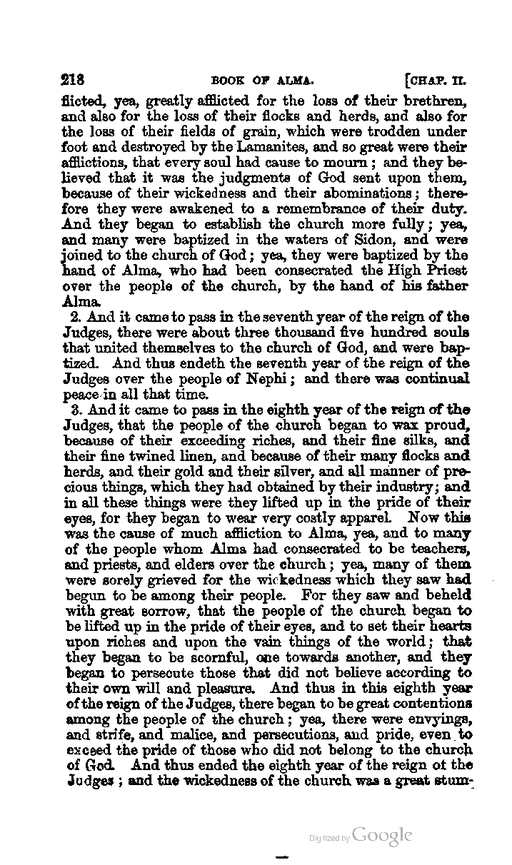 218 BOOK OF ALMA. [CHAP. II.
flicted, yea, greatly afflicted for the loss of their brethren,
and also for the loss of their flocks and herds, and also for
the loss of their fields of grain, which were trodden under
foot and destroyed by the Lamanites, and so great were their
afflictions, that every soul had cause to mourn; and they be-
lieved that it was the judgments of God sent upon them,
because of their wickedness and their abominations; there-
fore they were awakened to a remembrance of their duty.
And they began to establish the church more fully; yea,
and many were baptized in the waters of Sidon, and were
joined to the church of God; yea, they were baptized by the
hand of Alma, who had been consecrated the High Priest
over the people of the church, by the hand of his father
Alma.
2. And it came to pass in the seventh year of the reign of the
Judges, there were about three thousand five hundred souls
that united themselves to the church of God, and were bap-
tized. And thus endeth the seventh year of the reign of the
Judges over the people of Nephi; and there was continual
peace in all that time.
3. And it came to pass in the eighth year of the reign of the
Judges, that the people of the church began to wax proud,
because of their exceeding riches, and their fine silks, and
their fine twined linen, and because of their many flocks and
herds, and their gold and their silver, and all manner of pre-
cious things, which they had obtained by their industry; and
in all these things were they lifted up in the pride of their
eyes, for they began to wear very costly apparel. Now this
was the cause of much affliction to Alma, yea, and to many
of the people whom Alma had consecrated to be teachers,
and priests, and elders over the church; yea, many of them
were sorely grieved for the wickedness which they saw had
begun to be among their people. For they saw and beheld
with great sorrow, that the people of the church began to
be lifted up in the pride of their eyes, and to set their hearts
upon riches and upon the vain things of the world; that
they began to be scornful, one towards another, and they
began to persecute those that did not believe according to
their own will and pleasure. And thus in this eighth year
of the reign of the Judges, there began to be great contentions
among the people of the church; yea, there were envyings,
and strife, and malice, and persecutions, and pride, even to
exceed the pride of those who did not belong to the church
of God. And thus ended the eighth year of the reign of the
Judges; and the wickedness of the church was a great stum-
Digitized by Google